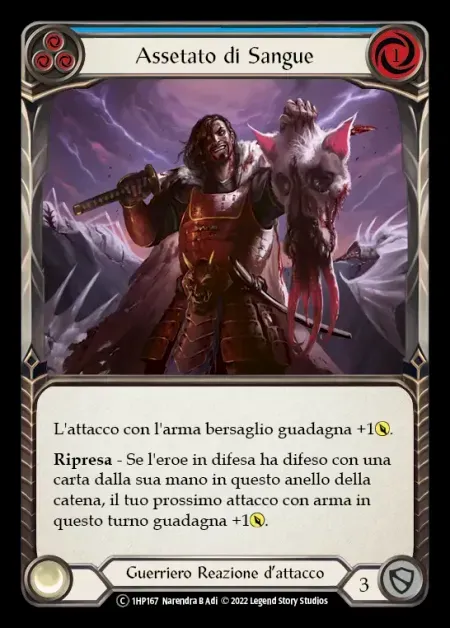 Assetato di Sangue
1
L'attacco con l'arma bersaglio guadagna +1.
Ripresa - Se l'eroe in difesa ha difeso con una
carta dalla sua mano in questo anello della
catena, il tuo prossimo attacco con arma in
questo turno guadagna +1.
Guerriero Reazione d'attacco
3
C 1HP167 Narendra B Adi © 2022 Legend Story Studios